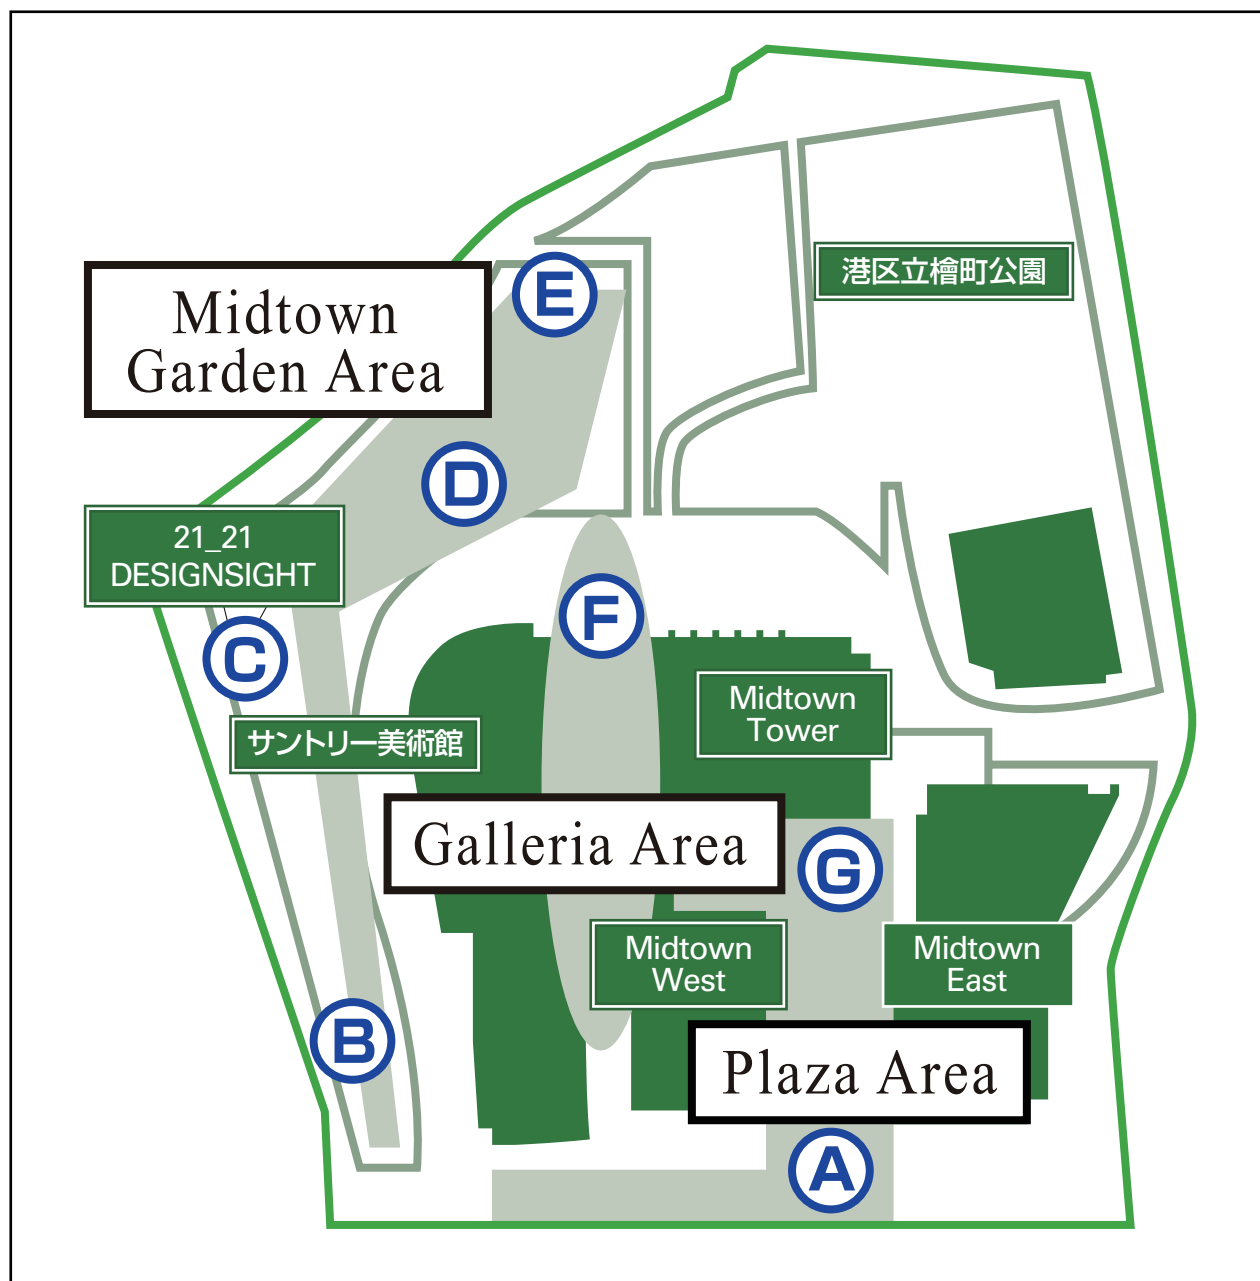 港区立檜町公園
E
Midtown
Garden Area
D
21_21
DESIGNSIGHT
F
C
Midtown
Tower
サントリー美術館
Galleria Area
G
Midtown
West
Midtown
East
B
Plaza Area
A